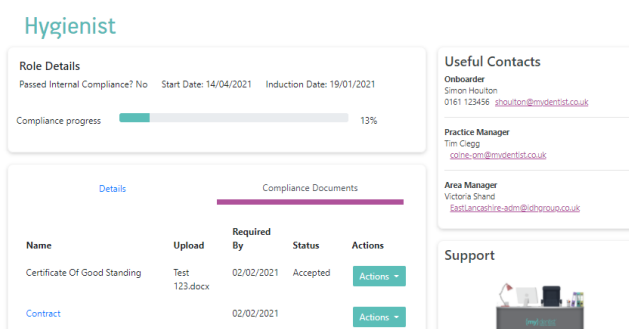 Hygienist
Role Details
Passed Internal Compliance? No Start Date: 14/04/2021 Induction Date: 19/01/2021
Compliance progress 13%
Details Compliance Documents
Name Upload Required By Status Actions
Certificate Of Good Standing Test 123.docx 02/02/2021 Accepted Actions
Contract 02/02/2021 Actions
Useful Contacts
Onboarder
Simon Houlton
0161 123456 shoulton@mydentist.co.uk
Practice Manager
Tim Clegg
colne-pm@mydentist.co.uk
Area Manager
Victoria Shand
EastLancashire-adm@idhgroup.co.uk
Support